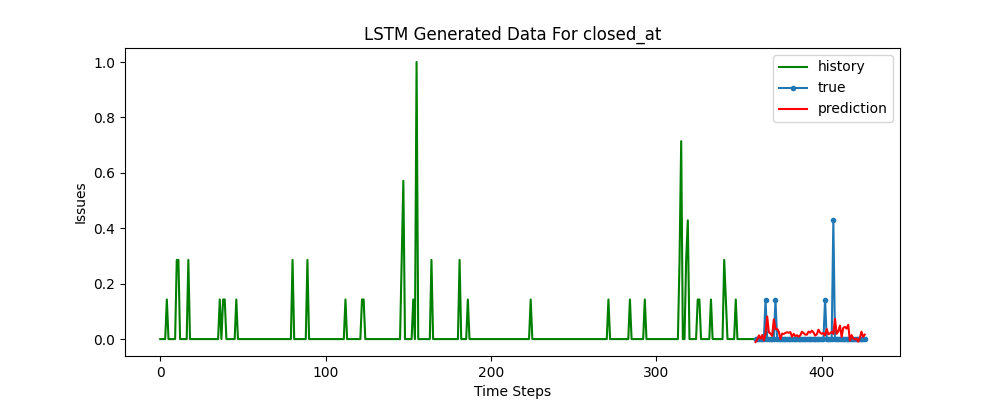 LSTM Generated Data For closed_at
1.0
0.8
0.6
0.4
0.2
0.0
Issues
history
true
prediction
0
100
200
300
400
Time Steps